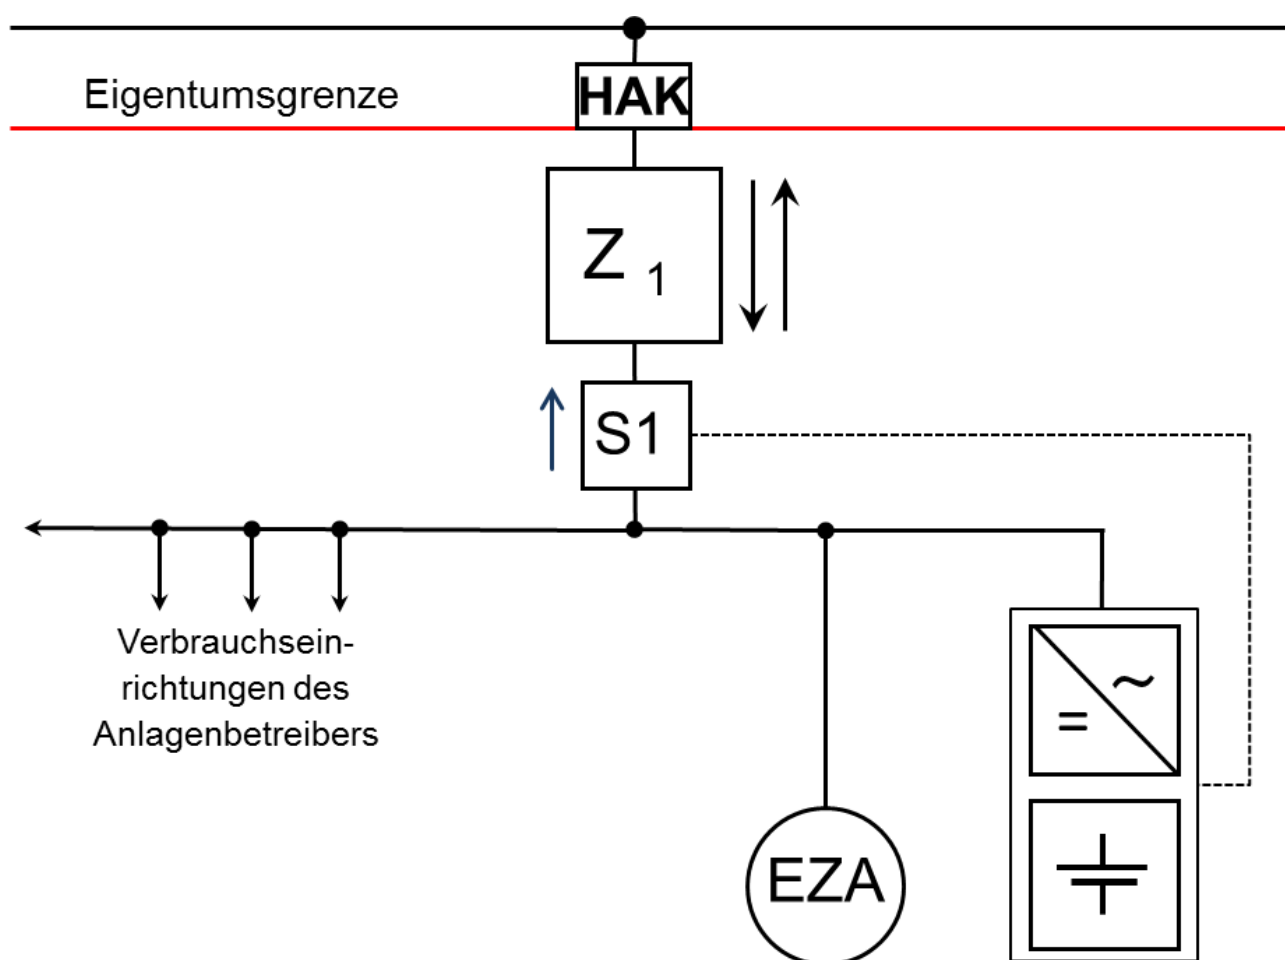 Eigentumsgrenze
HAK
Z 1
S1
Verbrauchsein-
richtungen des
Anlagenbetreibers
~
=
EZA